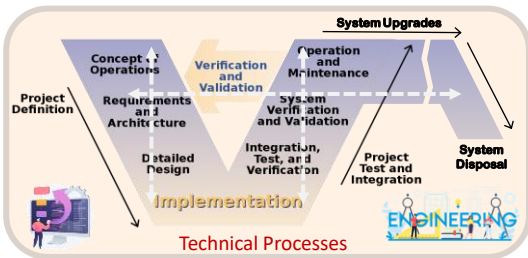 System Upgrades
Concept of
Operations
Verification
and
Validation
Operation
and
Maintenance
Project
Definition
Requirements
and
Architecture
System
Verification
and Validation
Detailed
Design
Integration,
Test, and
Verification
Project
Test and
Integration
System
Disposal
Implementation
ENGINEERING
Technical Processes